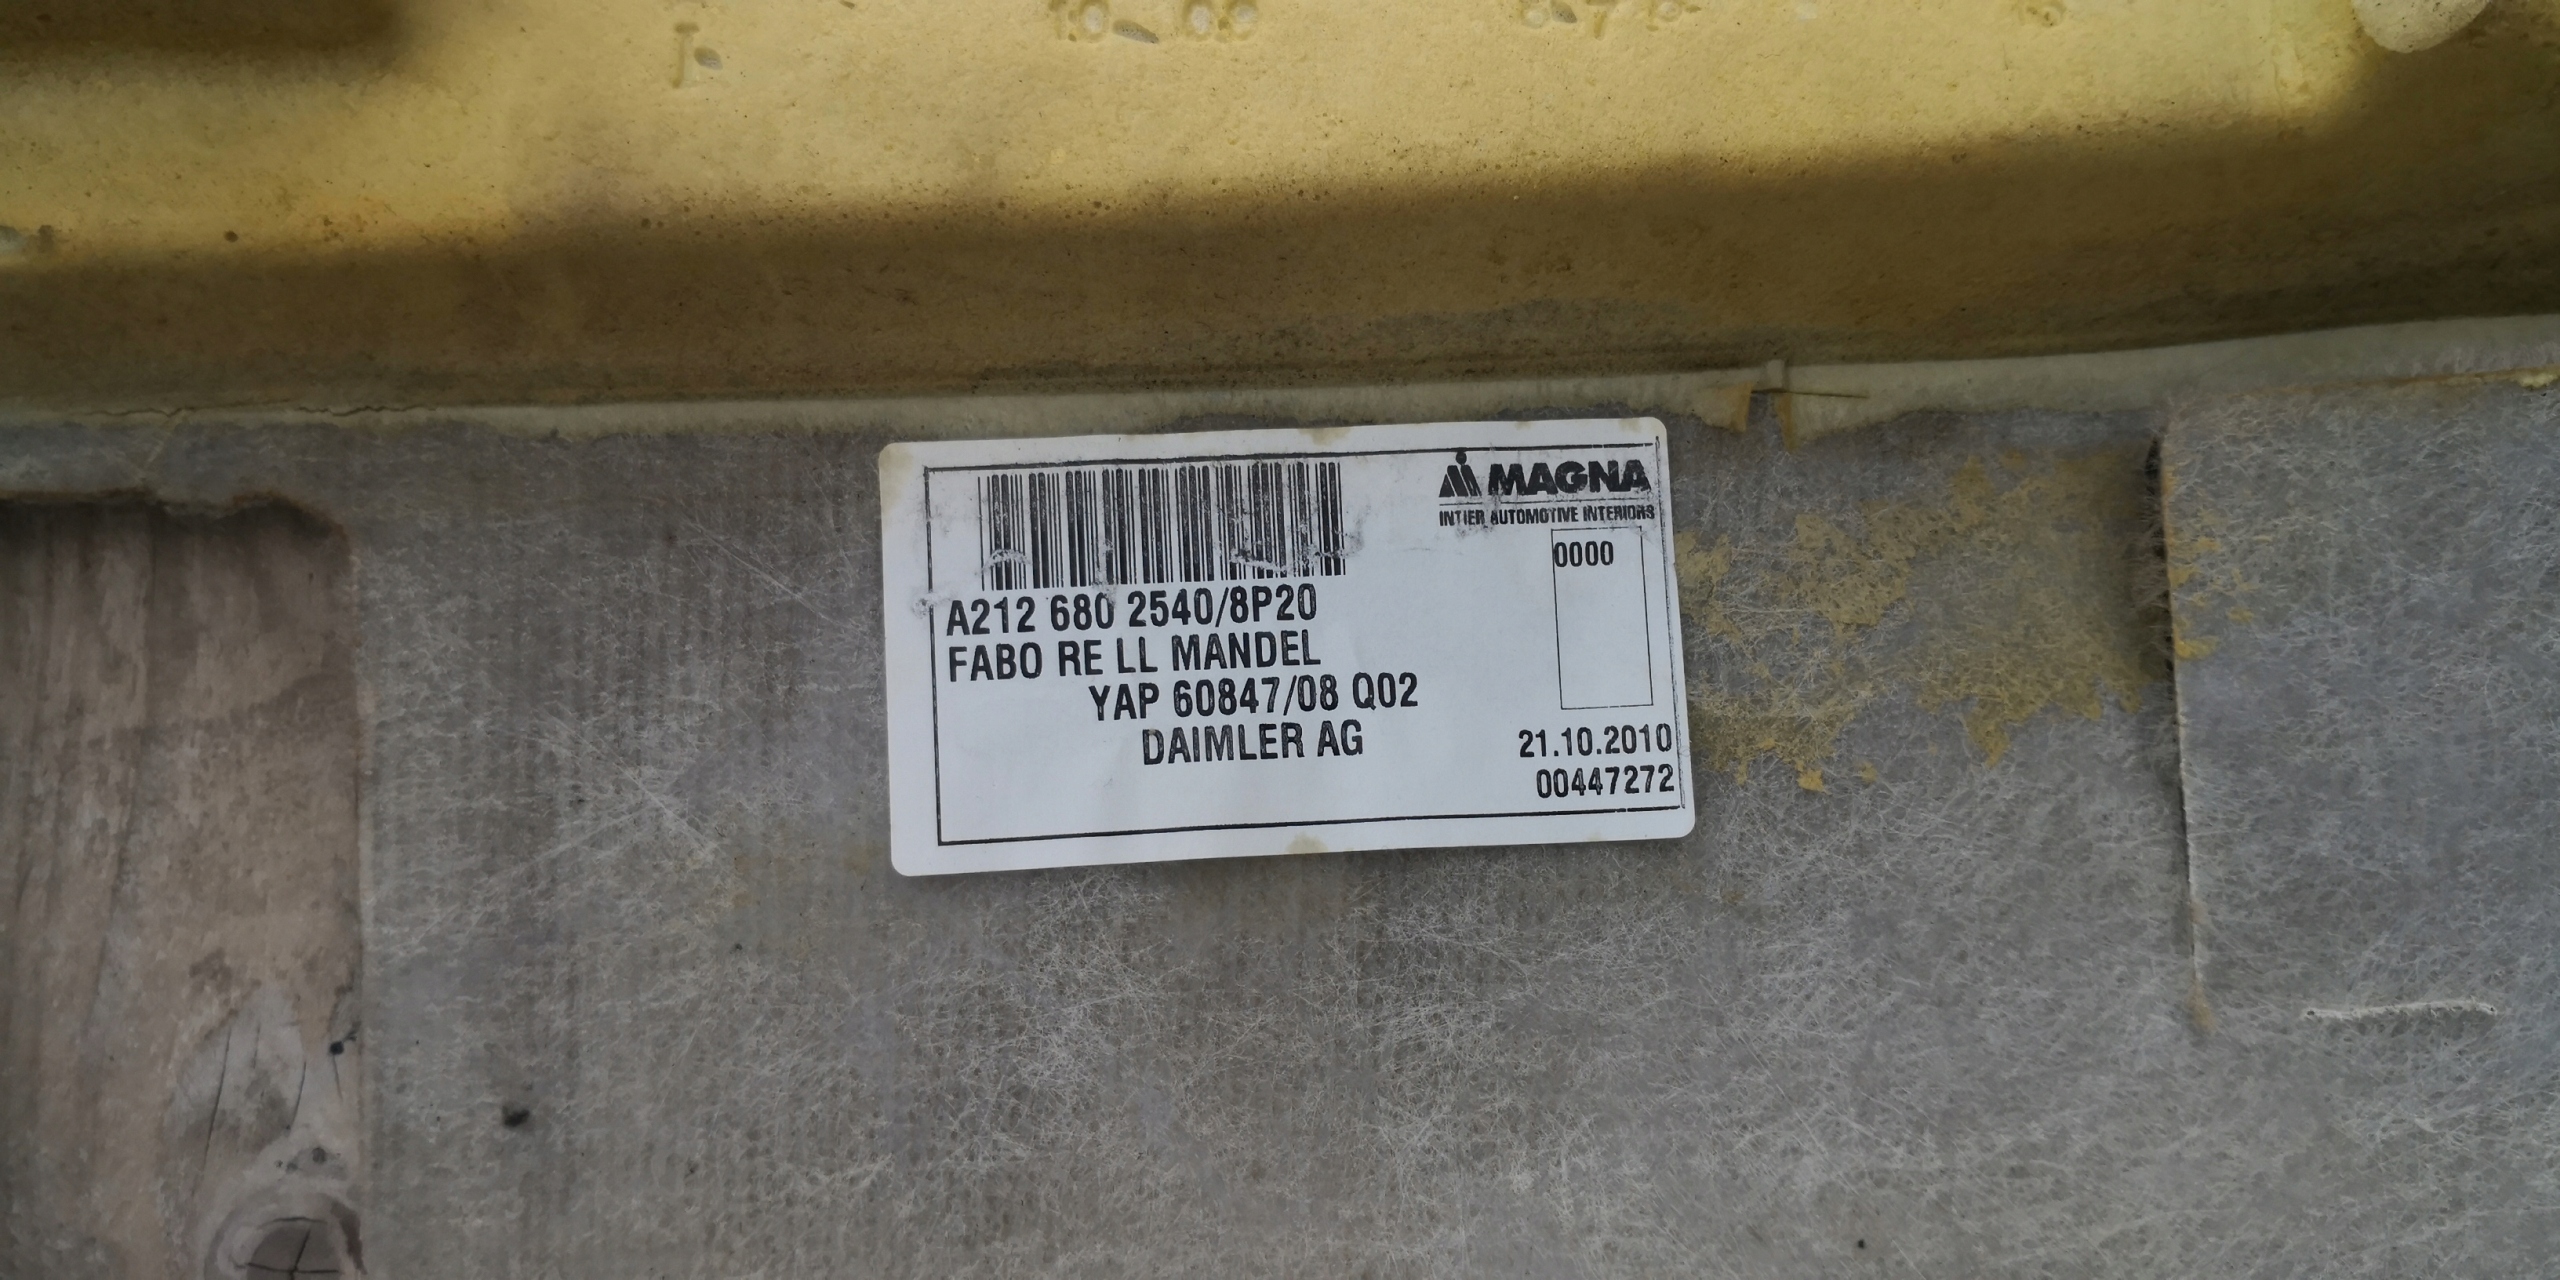 MAGNA
INTIER AUTOMOTIVE INTERIORS
0000
A212 680 2540/8P20
FABO RE LL MANDEL
YAP 60847/08 Q02
DAIMLER AG
21.10.2010
00447272